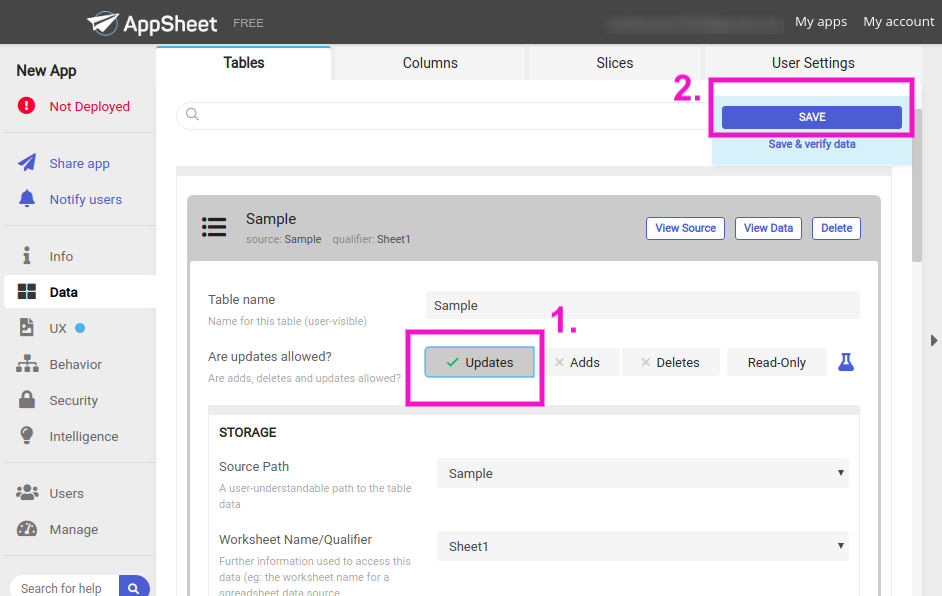 AppSheet FREE
My apps My account
New App
Not Deployed
Share app
Notify users
Info
Data
UX
Behavior
Security
Intelligence
Users
Manage
Search for help
Tables Columns Slices User Settings
2.
SAVE
Save & verify data
Sample
source: Sample qualifier: Sheet1
View Source View Data Delete
Table name
Name for this table (user-visible)
Sample
1.
Are updates allowed?
Are adds, deletes and updates allowed?
Updates Adds Deletes Read-Only
STORAGE
Source Path
A user-understandable path to the table
data
Sample
Worksheet Name/Qualifier
Further information used to access this
data (eg: the worksheet name for a
spreadsheet data source
Sheet1